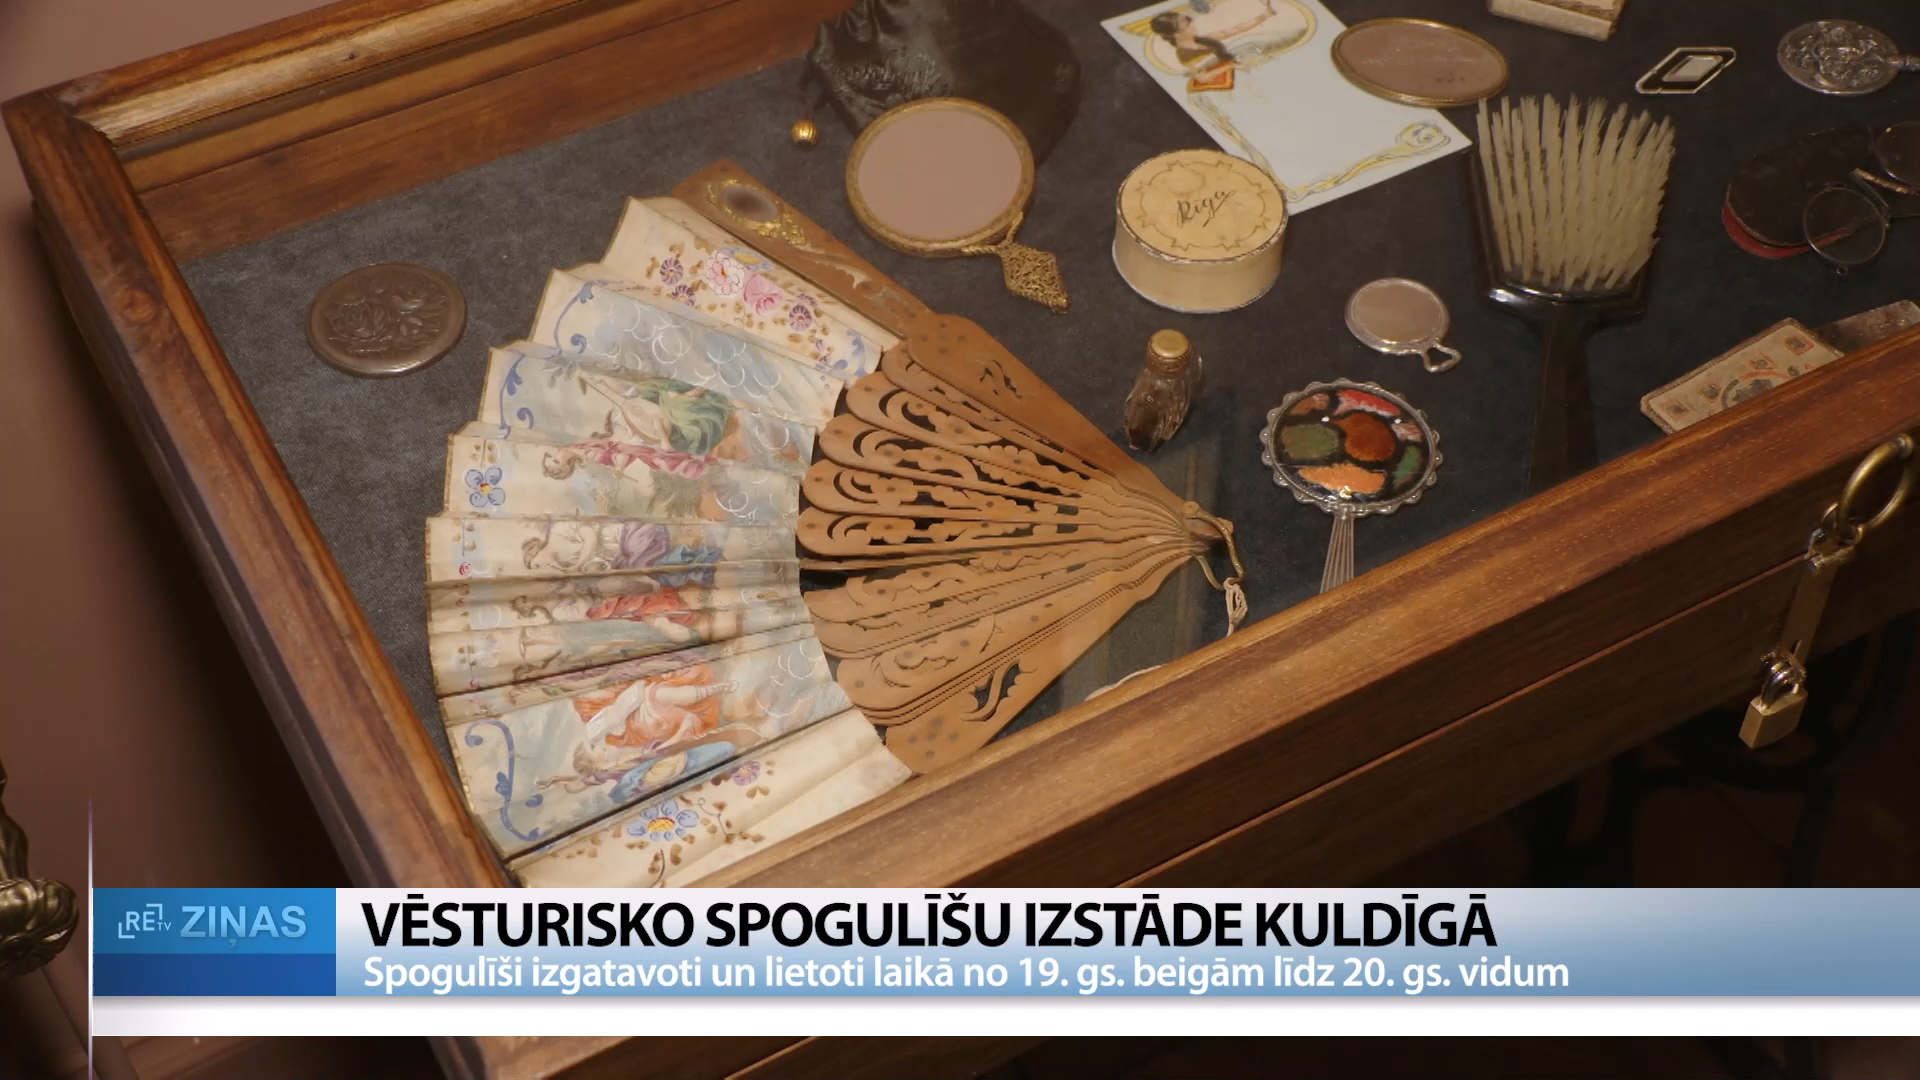 Riga
RE TV ZIŅAS
VĒSTURISKO SPOGULĪŠU IZSTĀDE KULDĪGĀ
Spogulīši izgatavoti un lietoti laikā no 19. gs. beigām līdz 20. gs. vidum